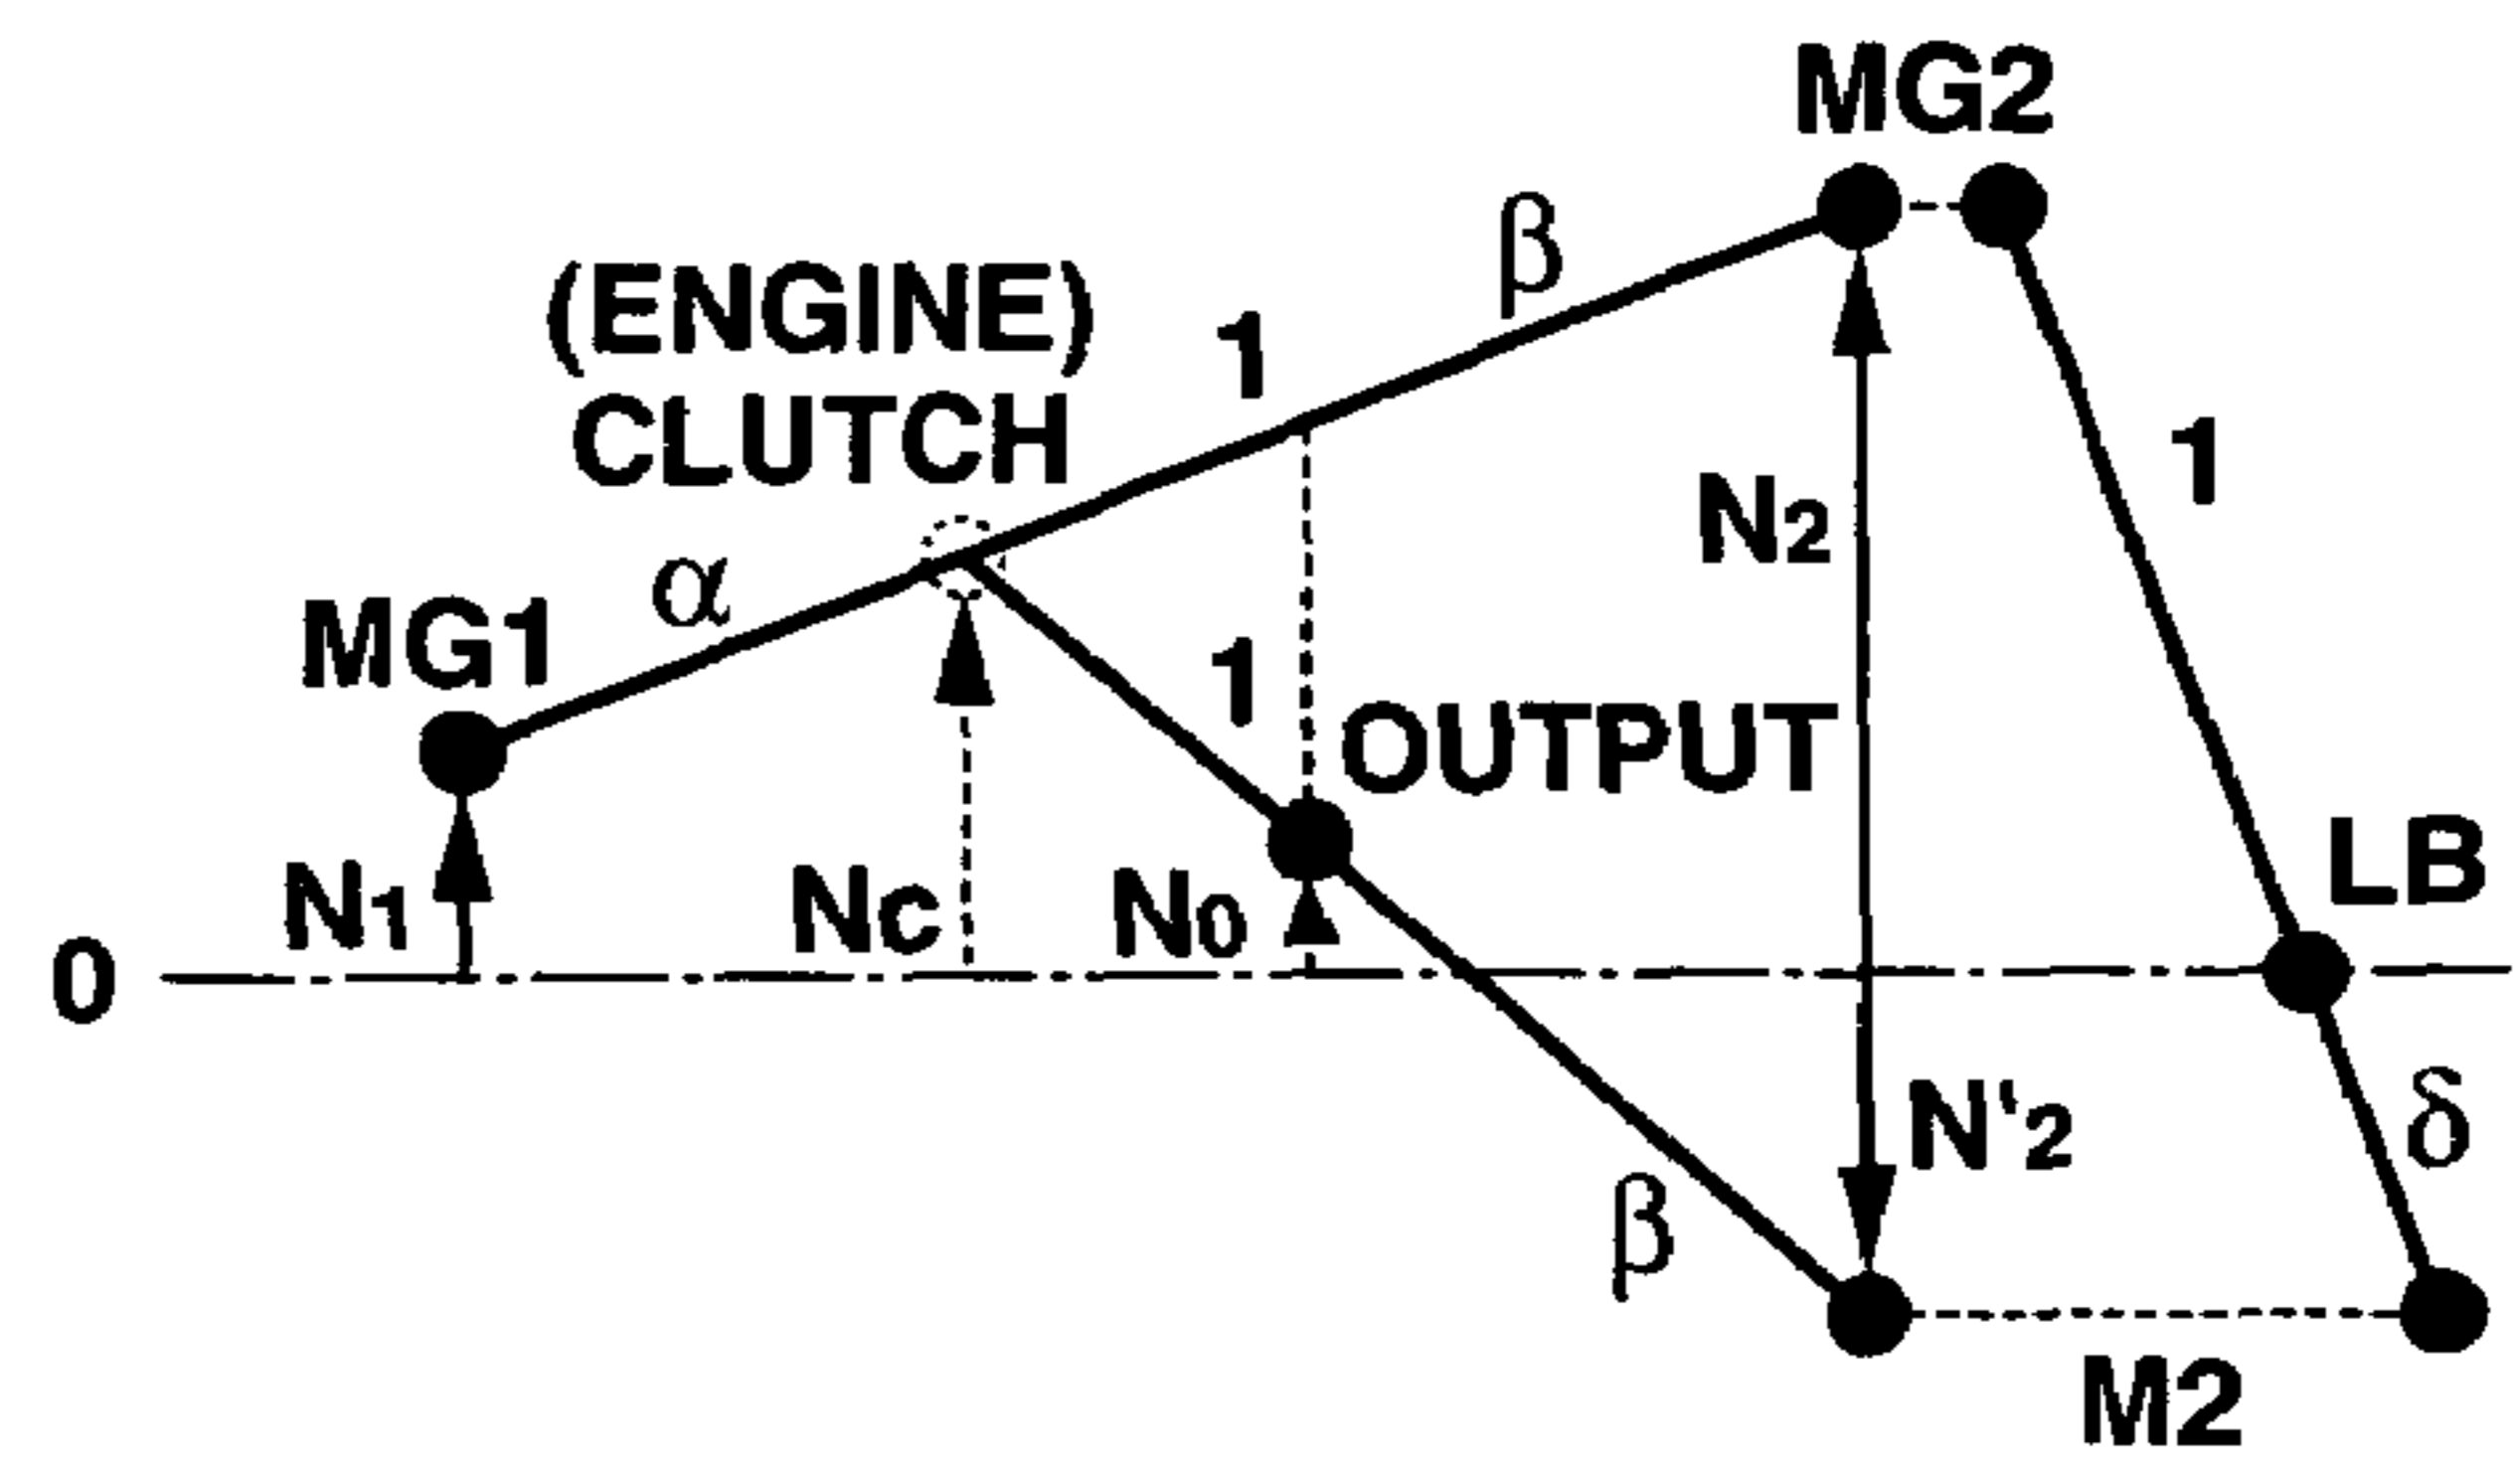 MG2
β
(ENGINE)
1
CLUTCH
1
N2
α
MG1
1
OUTPUT
LB
N1
Nc
N0
0
N'2
δ
β
M2